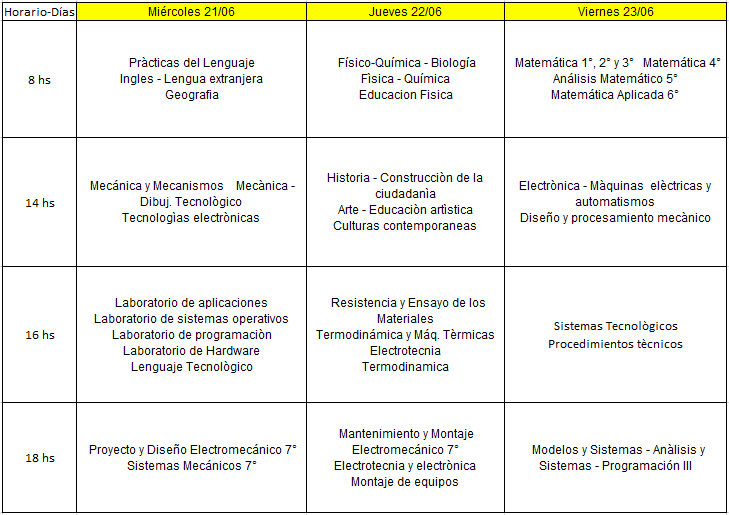 Horario-Días Miércoles 21/06 Jueves 22/06 Viernes 23/06
8 hs
Pràcticas del Lenguaje
Ingles - Lengua extranjera
Geografia
Físico-Química - Biología
Fìsica - Química
Educacion Fisica
Matemática 1°, 2° y 3° Matemática 4°
Análisis Matemático 5°
Matemática Aplicada 6°
14 hs
Mecánica y Mecanismos Mecànica -
Dibuj. Tecnològico
Tecnologìas electrònicas
Historia - Construcciòn de la
ciudadanìa
Arte - Educaciòn artìstica
Culturas contemporaneas
Electrònica - Màquinas elèctricas y
automatismos
Diseño y procesamiento mecànico
16 hs
Laboratorio de aplicaciones
Laboratorio de sistemas operativos
Laboratorio de programaciòn
Laboratorio de Hardware
Lenguaje Tecnológico
Resistencia y Ensayo de los
Materiales
Termodinámica y Máq. Tèrmicas
Electrotecnia
Termodinamica
Sistemas Tecnològicos
Procedimientos tècnicos
18 hs
Proyecto y Diseño Electromecánico 7°
Sistemas Mecánicos 7°
Mantenimiento y Montaje
Electromecánico 7°
Electrotecnia y electrònica
Montaje de equipos
Modelos y Sistemas - Anàlisis y
Sistemas - Programación III